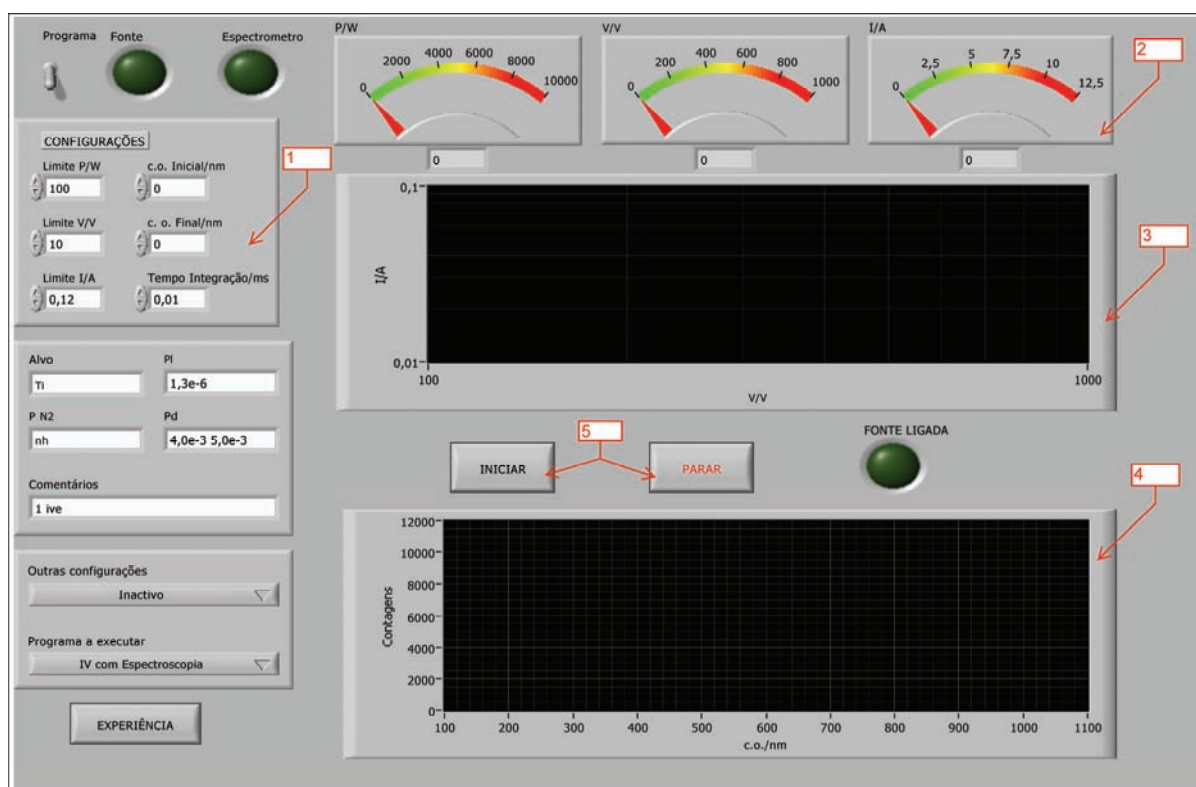 Programa Fonte Espectrometro
P/W
0 2000 4000 6000 8000 10000
0
V/V
0 200 400 600 800 1000
0
I/A
0 2,5 5 7,5 10 12,5
0
2
CONFIGURAÇÕES
1
Limite P/W c.o. Inicial/nm
100 0
Limite V/V c. o. Final/nm
10 0
Limite I/A Tempo Integração/ms
0,12 0,01
0,1
I/A
0,01
100 1000
V/V
3
Alvo PI
Ti 1,3e-6
P N2 Pd
nh 4,0e-3 5,0e-3
Comentários
1 ive
5
INICIAR PARAR
FONTE LIGADA
4
12000
10000
8000
6000
4000
2000
0
Contagens
100 200 300 400 500 600 700 800 900 1000 1100
c.o./nm
Outras configurações
Inactivo
Programa a executar
IV com Espectroscopia
EXPERIÊNCIA